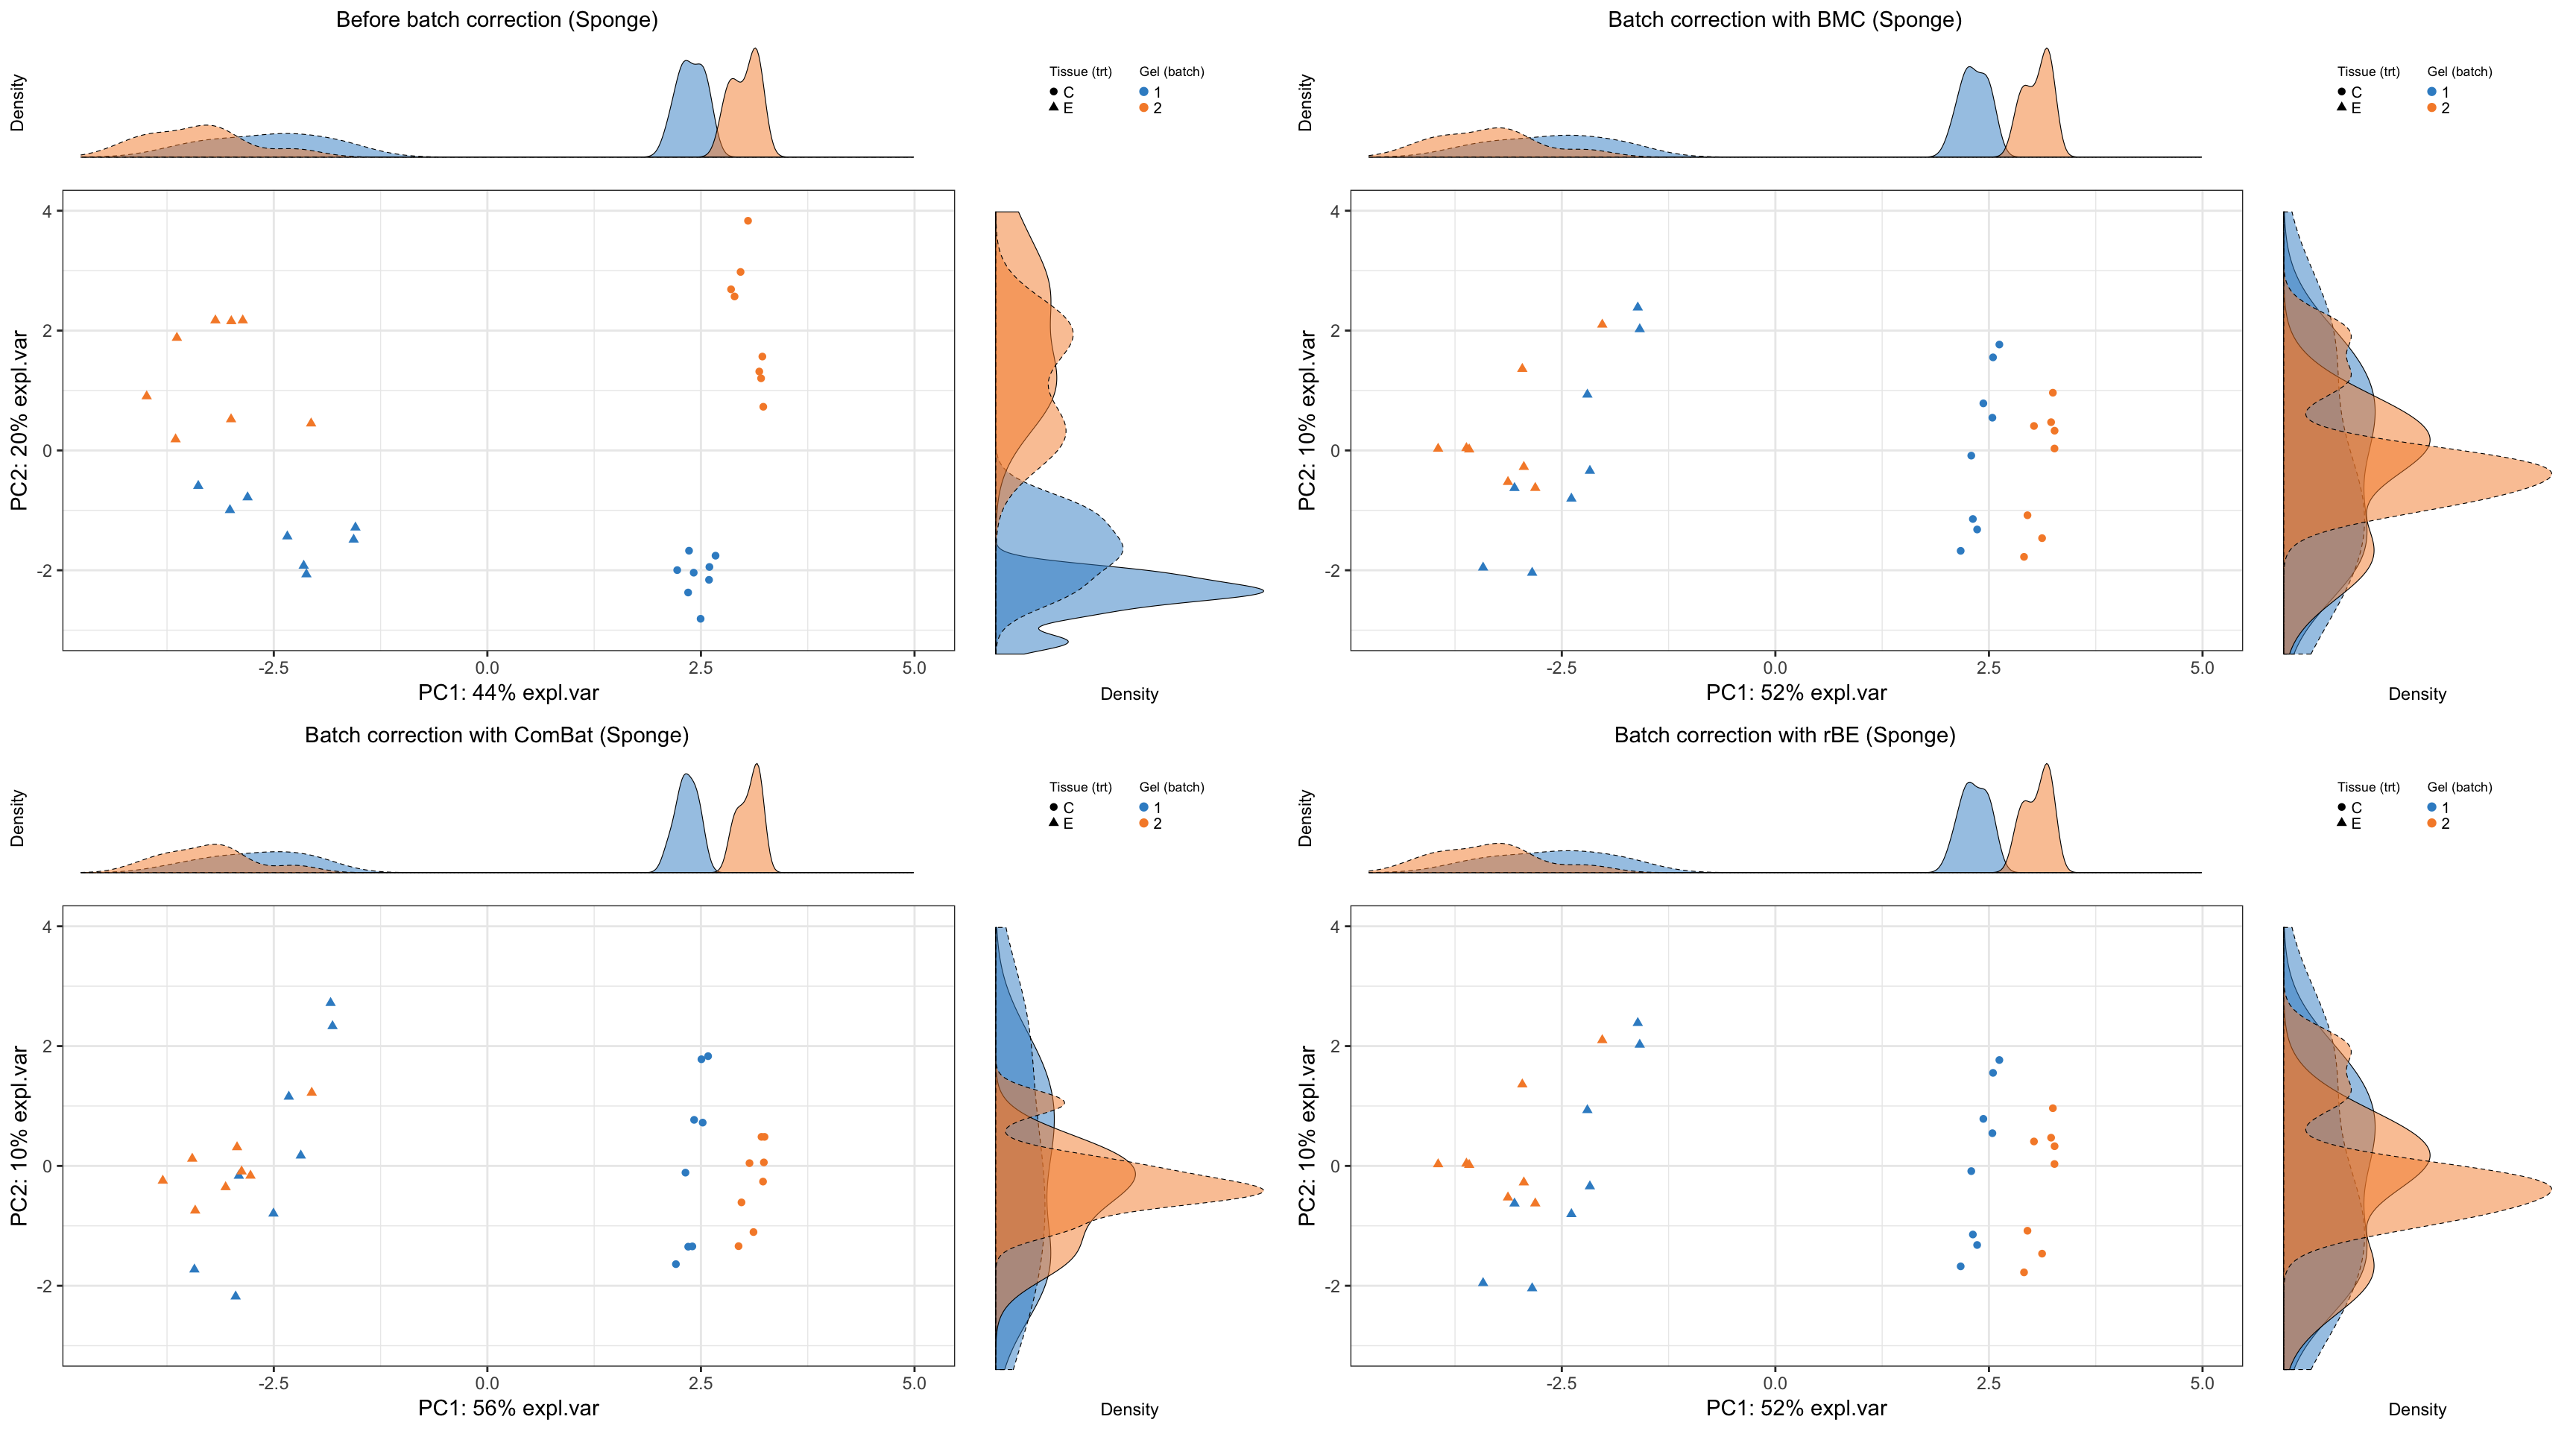 Before batch correction (Sponge)
Density
Tissue (trt) Gel (batch)
C 1
E 2
4
2
0
-2
PC2: 20% expl.var
-2.5 0.0 2.5 5.0
PC1: 44% expl.var
Density
Batch correction with BMC (Sponge)
Density
Tissue (trt) Gel (batch)
C 1
E 2
4
2
0
-2
PC2: 10% expl.var
-2.5 0.0 2.5 5.0
PC1: 52% expl.var
Density
Batch correction with ComBat (Sponge)
Density
Tissue (trt) Gel (batch)
C 1
E 2
4
2
0
-2
PC2: 10% expl.var
-2.5 0.0 2.5 5.0
PC1: 56% expl.var
Density
Batch correction with rBE (Sponge)
Density
Tissue (trt) Gel (batch)
C 1
E 2
4
2
0
-2
PC2: 10% expl.var
-2.5 0.0 2.5 5.0
PC1: 52% expl.var
Density